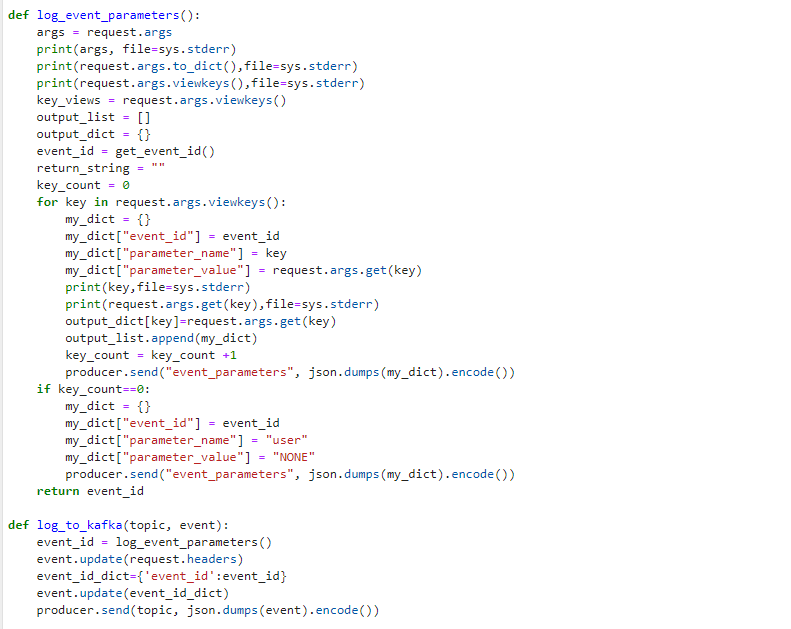 def log_event_parameters():
    args = request.args
    print(args, file=sys.stderr)
    print(request.args.to_dict(),file=sys.stderr)
    print(request.args.viewkeys(),file=sys.stderr)
    key_views = request.args.viewkeys()
    output_list = []
    output_dict = {}
    event_id = get_event_id()
    return_string = ""
    key_count = 0
    for key in request.args.viewkeys():
        my_dict = {}
        my_dict["event_id"] = event_id
        my_dict["parameter_name"] = key
        my_dict["parameter_value"] = request.args.get(key)
        print(key,file=sys.stderr)
        print(request.args.get(key),file=sys.stderr)
        output_dict[key]=request.args.get(key)
        output_list.append(my_dict)
        key_count = key_count +1
        producer.send("event_parameters", json.dumps(my_dict).encode())
    if key_count==0:
        my_dict = {}
        my_dict["event_id"] = event_id
        my_dict["parameter_name"] = "user"
        my_dict["parameter_value"] = "NONE"
        producer.send("event_parameters", json.dumps(my_dict).encode())
    return event_id

def log_to_kafka(topic, event):
    event_id = log_event_parameters()
    event.update(request.headers)
    event_id_dict={'event_id':event_id}
    event.update(event_id_dict)
    producer.send(topic, json.dumps(event).encode())